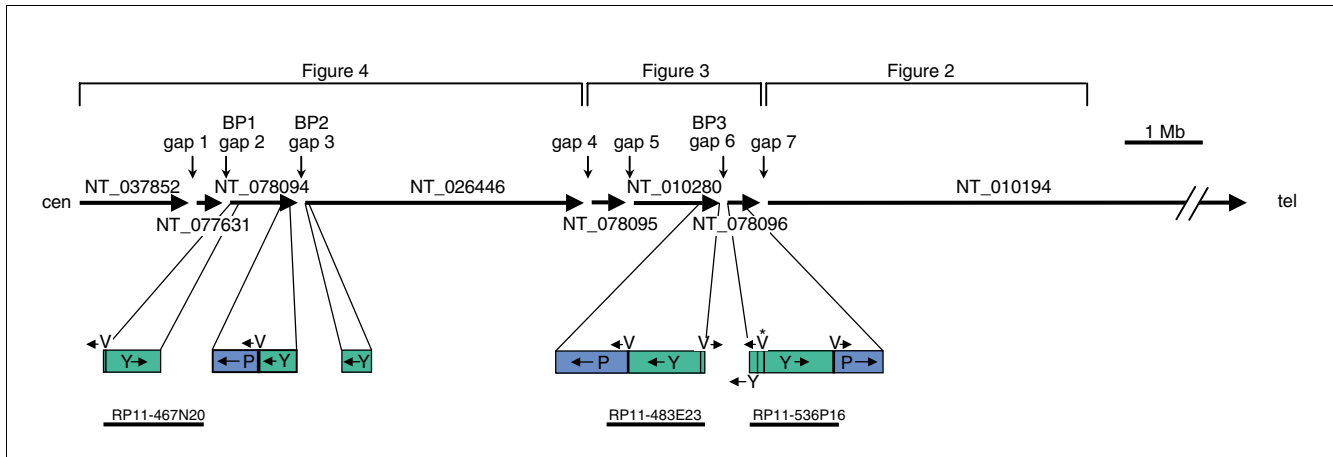 Figure 4 Figure 3 Figure 2
BP1 BP2 BP3
gap 1 gap 2 gap 3 gap 4 gap 5 gap 6 gap 7 1 Mb
NT_037852 NT_078094 NT_026446 NT_010280 NT_010194
cen tel
NT_077631 NT_078095 NT_078096
*
V V V V V V
Y P Y Y P Y Y P
Y
RP11-467N20 RP11-483E23 RP11-536P16